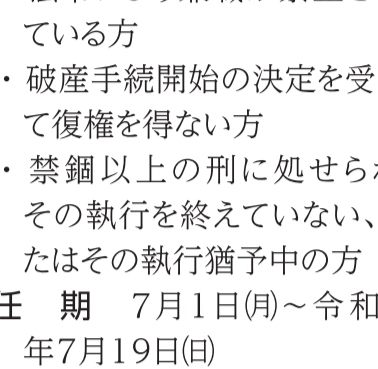 ている方
・破産手続開始の決定を受
て復権を得ない方
・禁錮以上の刑に処せら
その執行を終えていない、
たはその執行猶予中の方
任　期　7月1日㈪～令和
年7月19日㈰